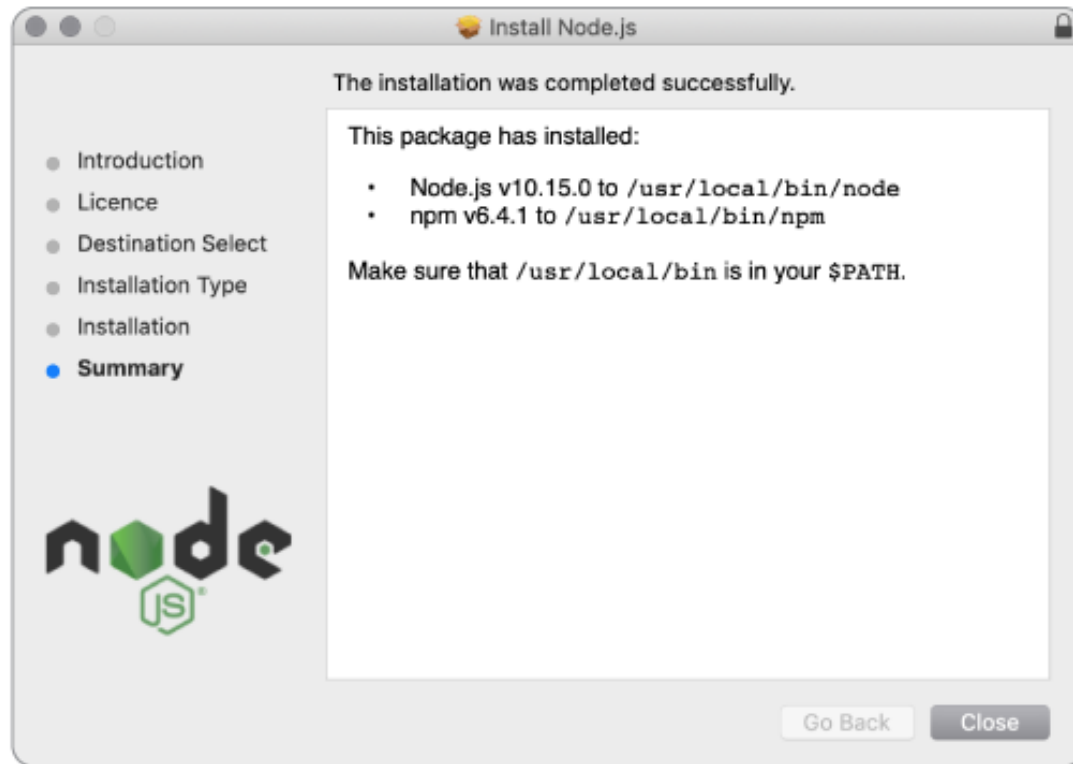 Install Node.js
The installation was completed successfully.
Introduction
Licence
Destination Select
Installation Type
Installation
Summary
This package has installed:
• Node.js v10.15.0 to /usr/local/bin/node
• npm v6.4.1 to /usr/local/bin/npm
Make sure that /usr/local/bin is in your $PATH.
node
JS®
Go Back
Close